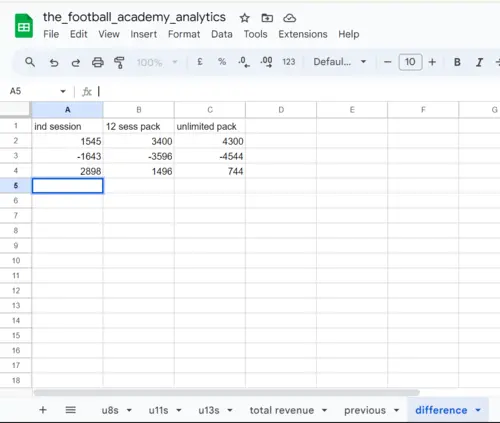 the_football_academy_analytics
File Edit View Insert Format Data Tools Extensions Help
100% £ % .0 .00 123 Defaul... 10 B I
A5 fx
A B C D E F G
1 ind session 12 sess pack unlimited pack
2 1545 3400 4300
3 -1643 -3596 -4544
4 2898 1496 744
5
6
7
8
9
10
11
12
13
14
15
16
17
18
u8s u11s u13s total revenue previous difference